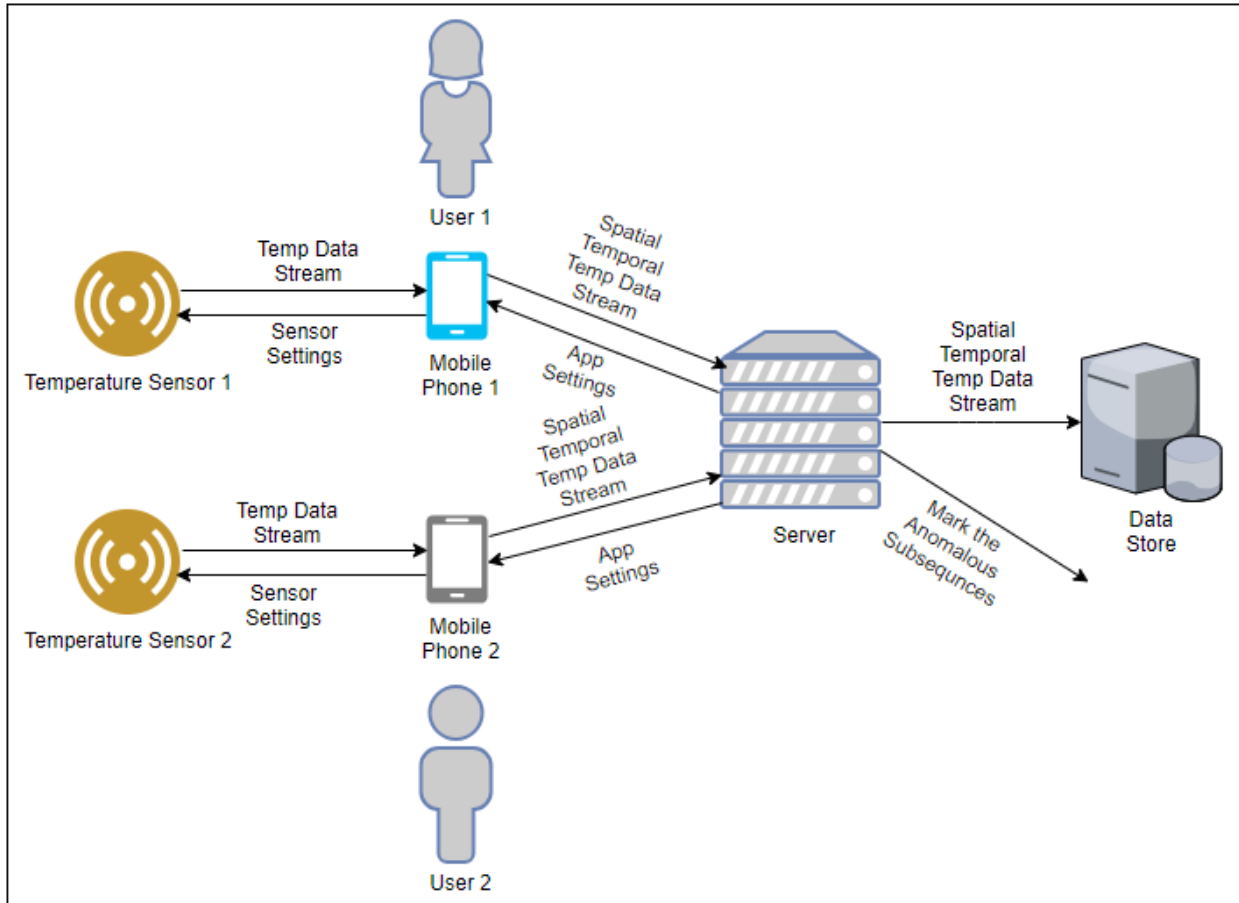 User 1
Temp Data
Stream
Sensor
Settings
Temperature Sensor 1
Mobile
Phone 1
Spatial
Temporal
Temp Data
Stream
App
Settings
Spatial
Temporal
Temp Data
Stream
App
Settings
Server
Spatial
Temporal
Temp Data
Stream
Mark the
Anomalous
Subsequnces
Data
Store
Temp Data
Stream
Sensor
Settings
Temperature Sensor 2
Mobile
Phone 2
User 2